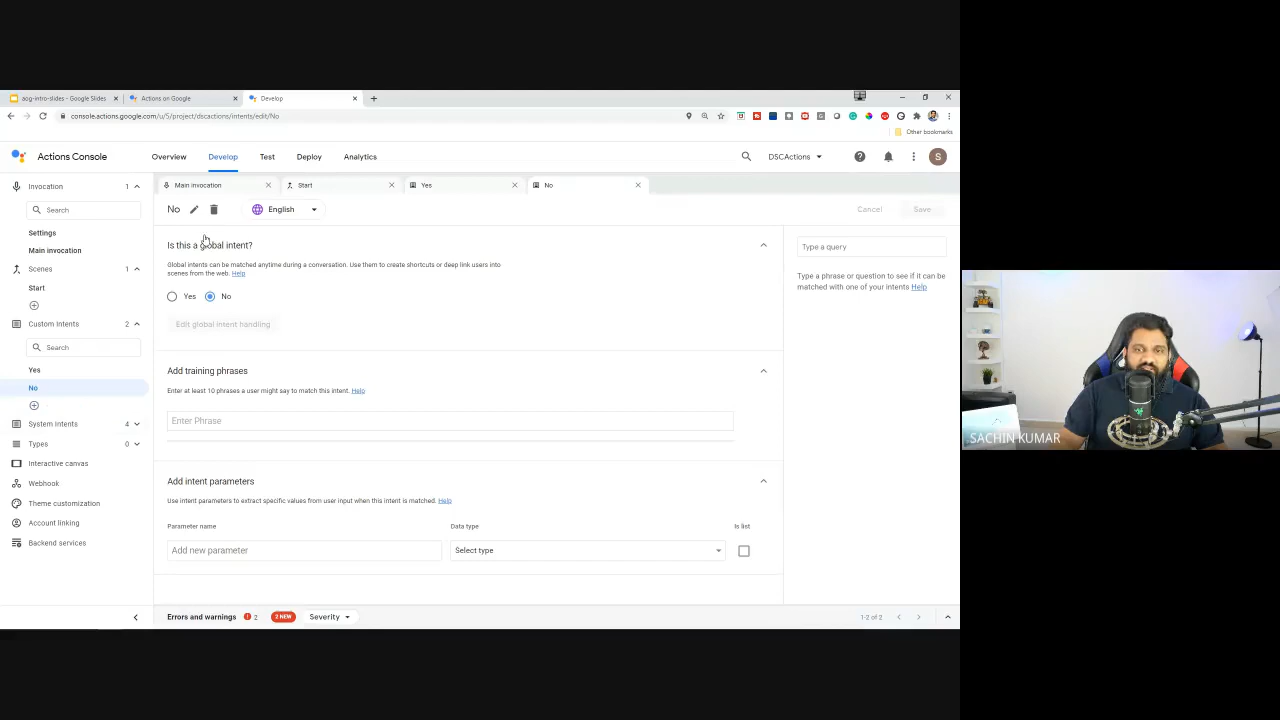 aog-intro-slides - Google Slides
Actions on Google
Develop
console.actions.google.com/u/5/project/dscactions/intents/edit/No
Other bookmarks
Actions Console
Overview
Develop
Test
Deploy
Analytics
DSCActions
S
Invocation
1
Main invocation
Start
Yes
No
Search
No
English
Cancel
Save
Settings
Main invocation
Scenes
1
Start
Custom Intents
2
Search
Yes
No
System Intents
4
Types
0
Interactive canvas
Webhook
Theme customization
Account linking
Backend services
Is this a global intent?
Global intents can be matched anytime during a conversation. Use them to create shortcuts or deep link users into
scenes from the web. Help
Yes
No
Edit global intent handling
Add training phrases
Enter at least 10 phrases a user might say to match this intent. Help
Enter Phrase
Add intent parameters
Use intent parameters to extract specific values from user input when this intent is matched. Help
Parameter name
Data type
Is list
Add new parameter
Select type
Type a query
Type a phrase or question to see if it can be
matched with one of your intents Help
Errors and warnings
2
2 NEW
Severity
1-2 of 2
SACHIN KUMAR